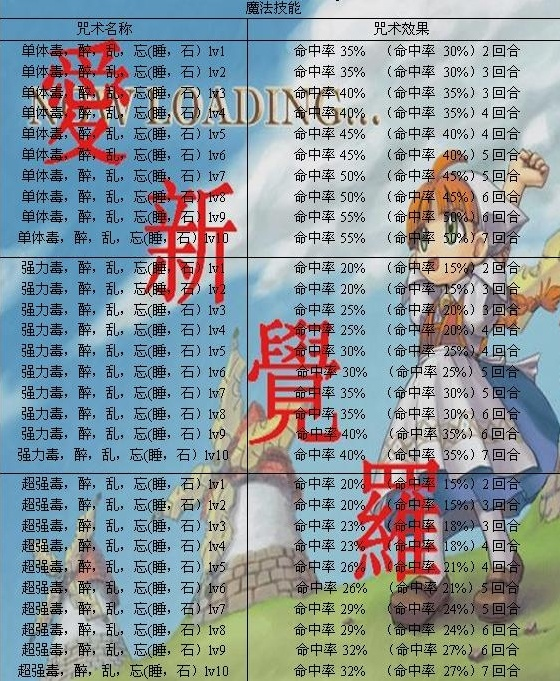 魔法技能
咒术名称 咒术效果
单体毒，醉，乱，忘(睡，石）lv1 命中率 35% （命中率 30%）2 回合
单体毒，醉，乱，忘(睡，石）lv2 命中率 35% （命中率 30%）3 回合
单体毒，醉，乱，忘(睡，石）lv3 命中率 40% （命中率 35%）3 回合
NOW LOADING...
单体毒，醉，乱，忘(睡，石）lv4 命中率 40% （命中率 35%）4 回合
单体毒，醉，乱，忘(睡，石）lv5 命中率 45% （命中率 40%）4 回合
单体毒，醉，乱，忘(睡，石）lv6 命中率 45% （命中率 40%）5 回合
单体毒，醉，乱，忘(睡，石）lv7 命中率 50% （命中率 45%）5 回合
单体毒，醉，乱，忘(睡，石）lv8 命中率 50% （命中率 45%）6 回合
单体毒，醉，乱，忘(睡，石）lv9 命中率 55% （命中率 50%）6 回合
单体毒，醉，乱，忘(睡，石）lv10 命中率 55% （命中率 50%）7 回合
强力毒，醉，乱，忘(睡，石）lv1 命中率 20% （命中率 15%）2 回合
强力毒，醉，乱，忘(睡，石）lv2 命中率 20% （命中率 15%）3 回合
强力毒，醉，乱，忘(睡，石）lv3 命中率 25% （命中率 20%）3 回合
强力毒，醉，乱，忘(睡，石）lv4 命中率 25% （命中率 20%）4 回合
强力毒，醉，乱，忘(睡，石）lv5 命中率 30% （命中率 25%）4 回合
强力毒，醉，乱，忘(睡，石）lv6 命中率 30% （命中率 25%）5 回合
强力毒，醉，乱，忘(睡，石）lv7 命中率 35% （命中率 30%）5 回合
强力毒，醉，乱，忘(睡，石）lv8 命中率 35% （命中率 30%）6 回合
强力毒，醉，乱，忘(睡，石）lv9 命中率 40% （命中率 35%）6 回合
强力毒，醉，乱，忘(睡，石）lv10 命中率 40% （命中率 35%）7 回合
超强毒，醉，乱，忘(睡，石）lv1 命中率 20% （命中率 15%）2 回合
超强毒，醉，乱，忘(睡，石）lv2 命中率 20% （命中率 15%）3 回合
超强毒，醉，乱，忘(睡，石）lv3 命中率 23% （命中率 18%）3 回合
超强毒，醉，乱，忘(睡，石）lv4 命中率 23% （命中率 18%）4 回合
超强毒，醉，乱，忘(睡，石）lv5 命中率 26% （命中率 21%）4 回合
超强毒，醉，乱，忘(睡，石）lv6 命中率 26% （命中率 21%）5 回合
超强毒，醉，乱，忘(睡，石）lv7 命中率 29% （命中率 24%）5 回合
超强毒，醉，乱，忘(睡，石）lv8 命中率 29% （命中率 24%）6 回合
超强毒，醉，乱，忘(睡，石）lv9 命中率 32% （命中率 27%）6 回合
超强毒，醉，乱，忘(睡，石）lv10 命中率 32% （命中率 27%）7 回合
愛新覺羅